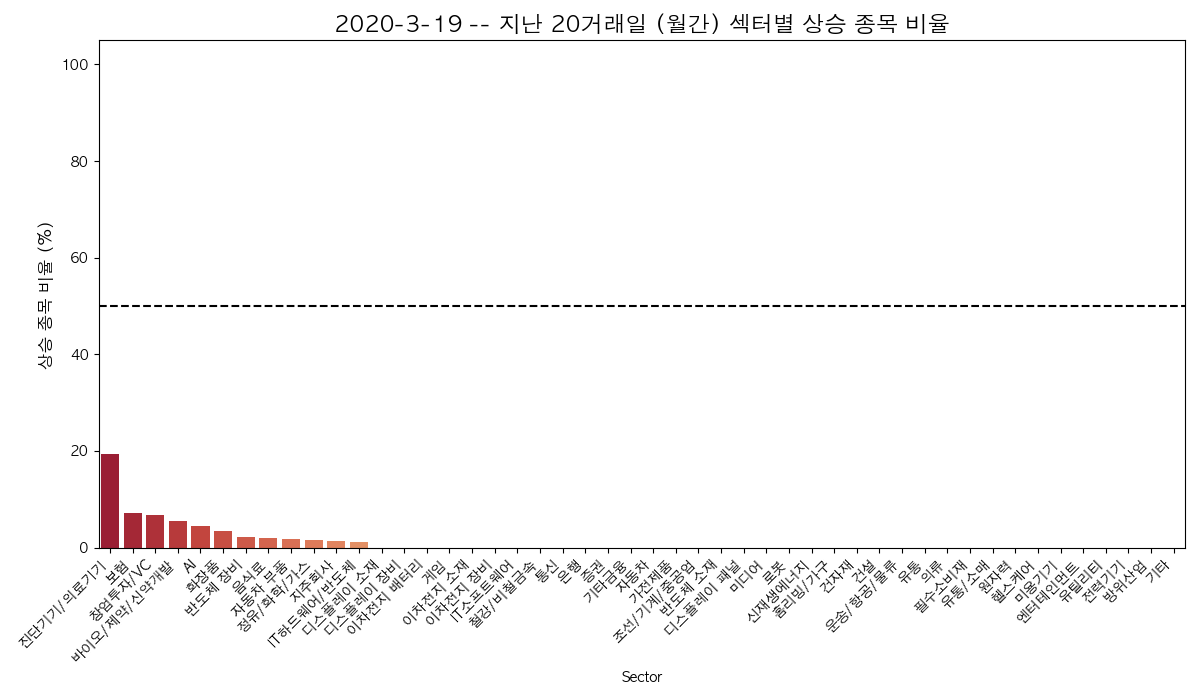 2020-3-19 -- 지난 20거래일 (월간) 섹터별 상승 종목 비율
상승 종목 비율 (%)
100
80
60
40
20
0
진단기기/의료기기
보험
창업투자/VC
바이오/제약/신약개발
AI
화장품
반도체 장비
음식료
자동차 부품
정유/화학/가스
지주회사
IT하드웨어/반도체
디스플레이 소재
디스플레이 장비
이차전지 배터리
게임
이차전지 소재
이차전지 장비
IT소프트웨어
철강/비철금속
통신
은행
증권
기타금융
자동차
가전제품
조선/기계/중공업
반도체 소재
디스플레이 패널
미디어
로봇
신재생에너지
홈리빙/가구
건자재
건설
운송/항공/물류
유통
의류
필수소비재
유통/소매
원자력
헬스케어
미용기기
엔터테인먼트
유틸리티
전력기기
방위산업
기타
Sector